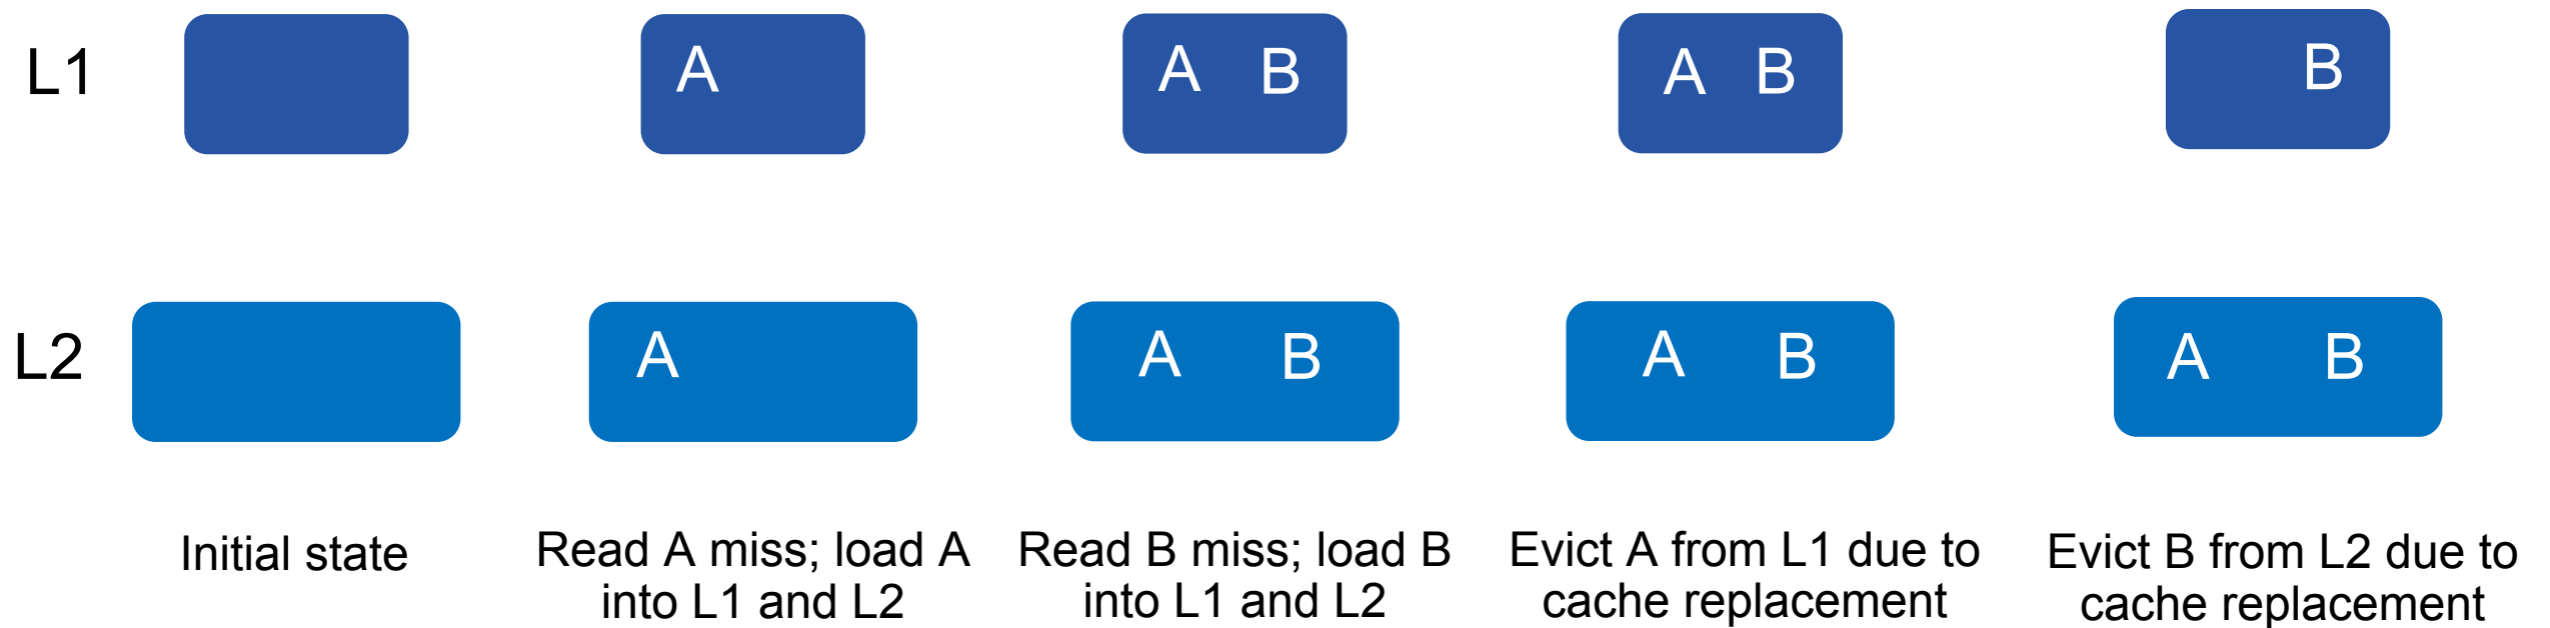 L1
A
A B
A B
B
L2
A
A B
A B
A B
Initial state
Read A miss; load A
into L1 and L2
Read B miss; load B
into L1 and L2
Evict A from L1 due to
cache replacement
Evict B from L2 due to
cache replacement